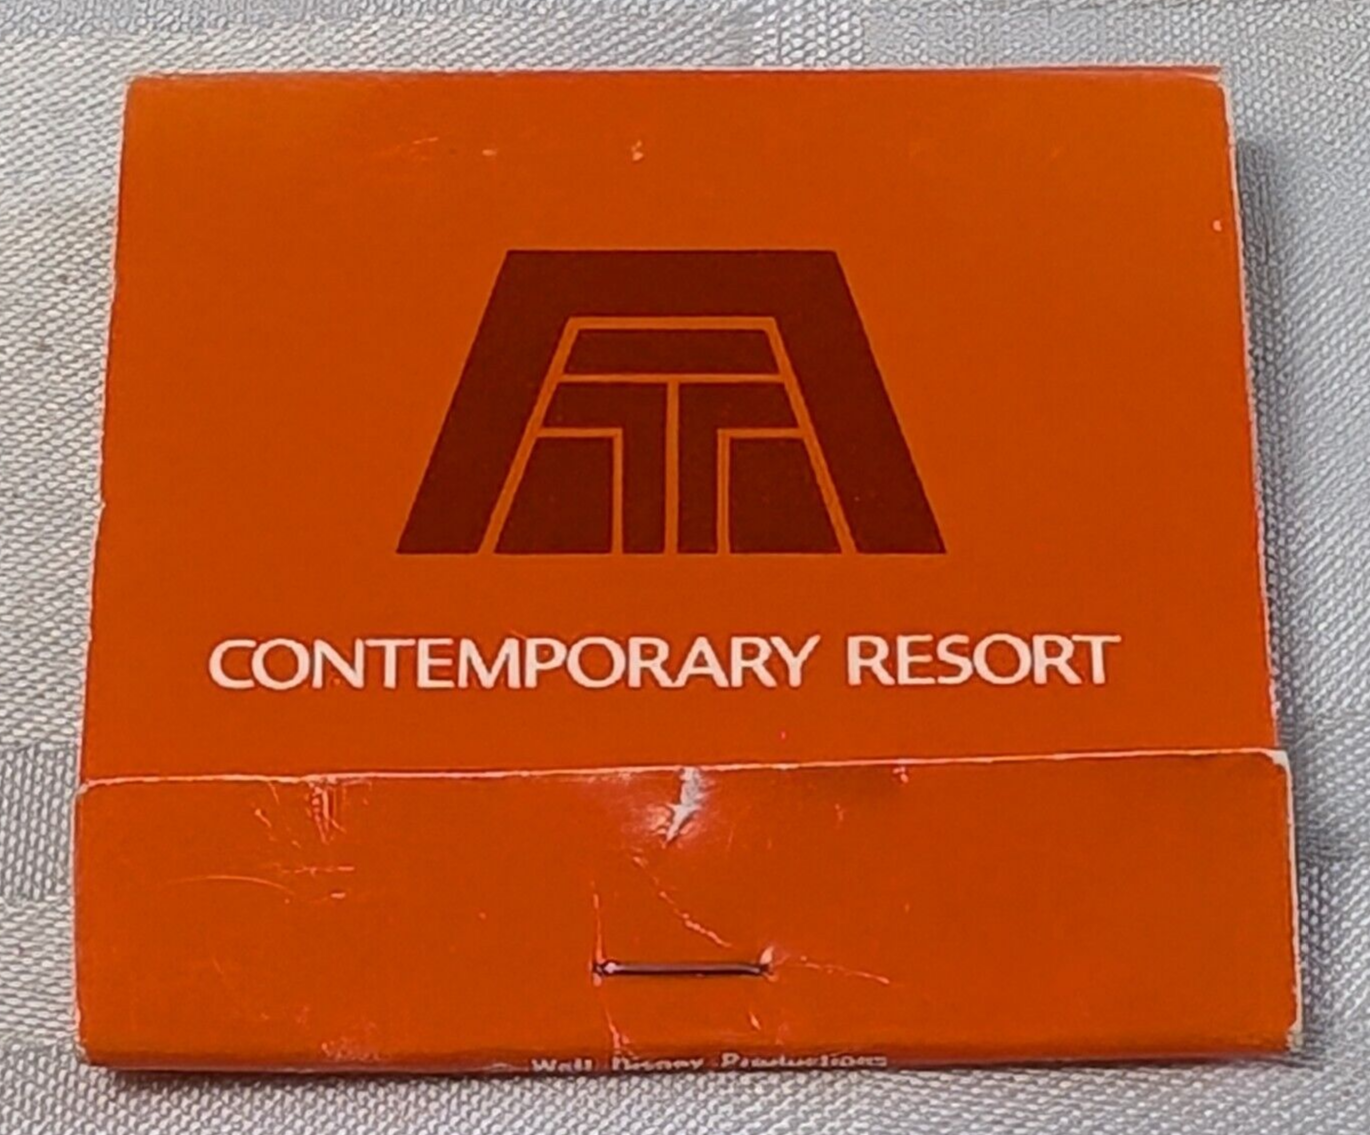 CONTEMPORARY RESORT
© Walt Disney Productions